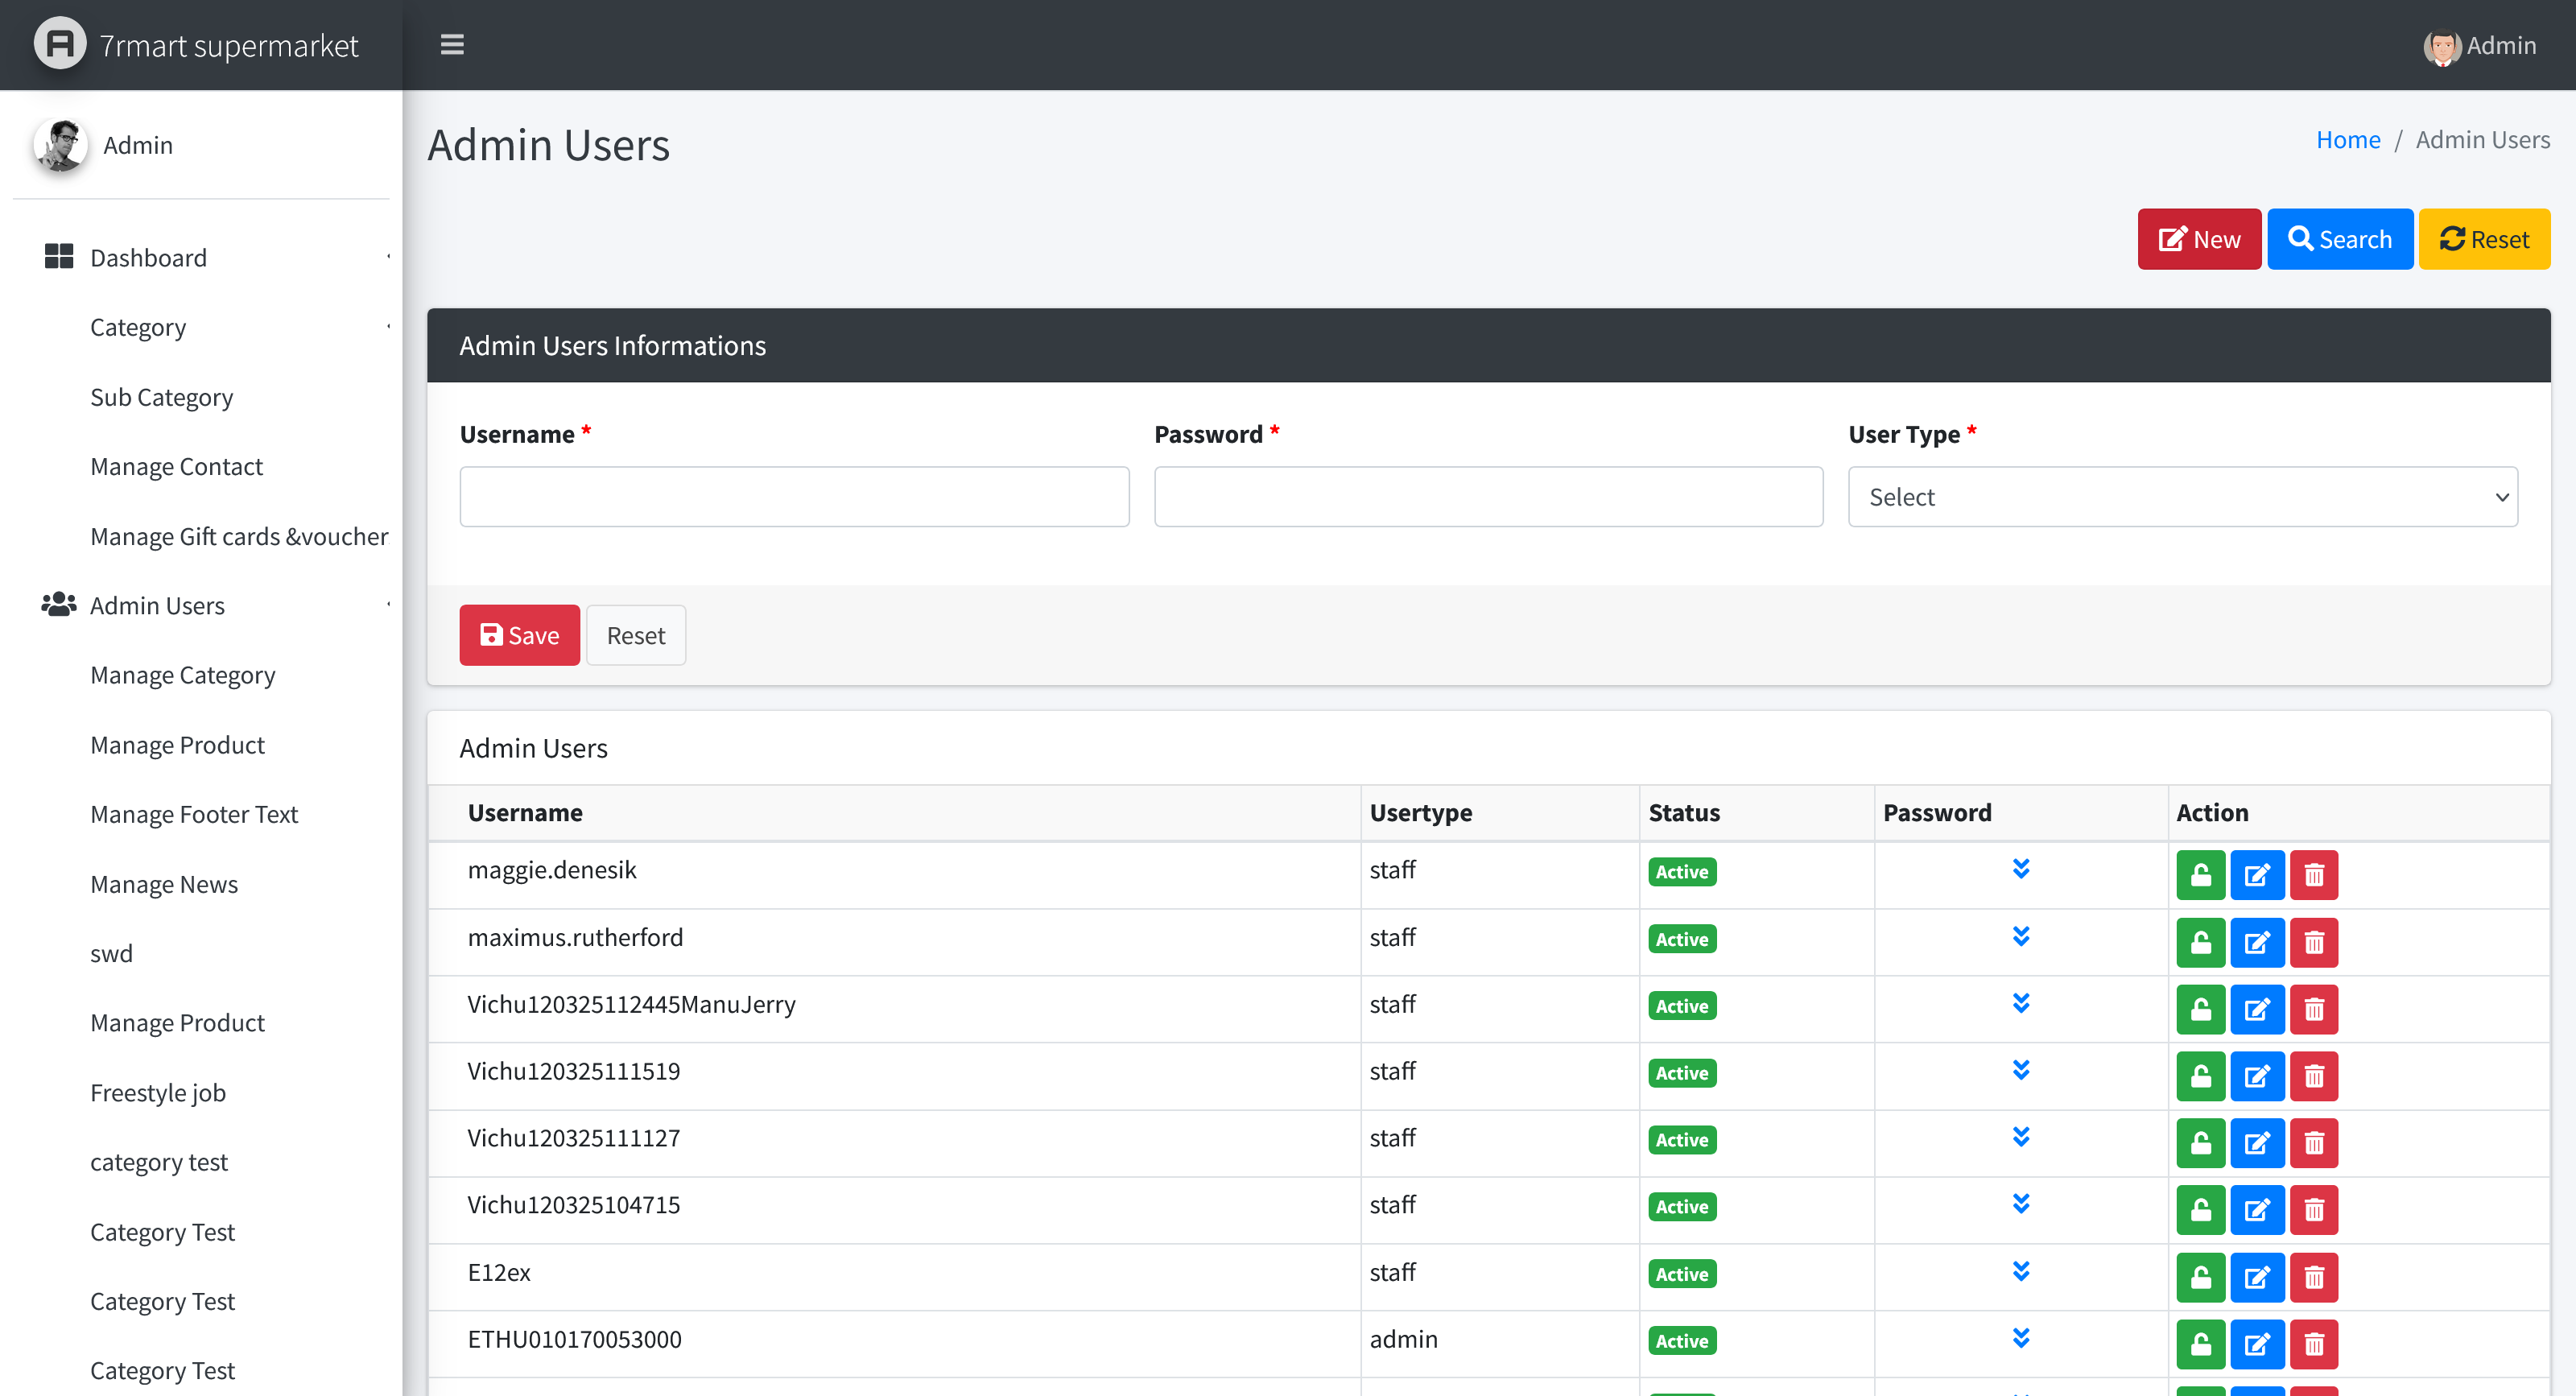 7rmart supermarket
Admin
Admin
Dashboard
Category
Sub Category
Manage Contact
Manage Gift cards &voucher
Admin Users
Manage Category
Manage Product
Manage Footer Text
Manage News
swd
Manage Product
Freestyle job
category test
Category Test
Category Test
Category Test
Admin Users
Home / Admin Users
New Search Reset
Admin Users Informations
Username * Password * User Type *
Select
Save Reset
Admin Users
Username Usertype Status Password Action
maggie.denesik staff Active
maximus.rutherford staff Active
Vichu120325112445ManuJerry staff Active
Vichu120325111519 staff Active
Vichu120325111127 staff Active
Vichu120325104715 staff Active
E12ex staff Active
ETHU010170053000 admin Active